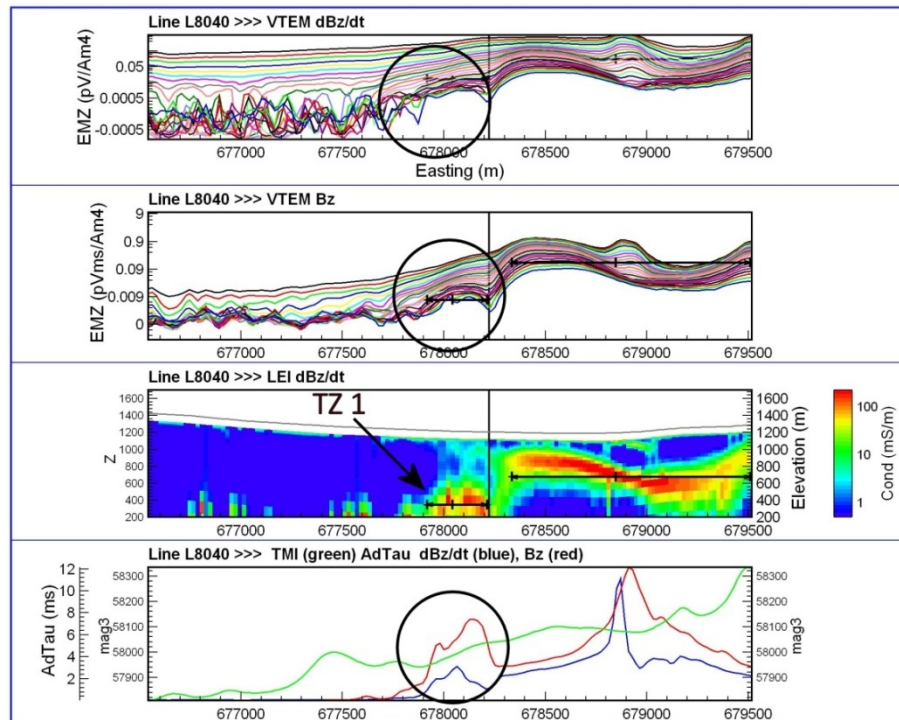 Line L8040 >>> VTEM dBz/dt
EMZ (pV/Am4)
0.05
0.0005
-0.0005
677000 677500 678000 678500 679000 679500
Easting (m)
Line L8040 >>> VTEM Bz
EMZ (pVms/Am4)
9
0.9
0.09
0.009
0
677000 677500 678000 678500 679000 679500
Line L8040 >>> LEI dBz/dt
TZ 1
Z
1600
1400
1200
1000
800
600
400
200
1600
1400
1200
1000
800
600
400
200
Elevation (m)
100
10
1
Cond (mS/m)
677000 677500 678000 678500 679000 679500
Line L8040 >>> TMI (green) AdTau dBz/dt (blue), Bz (red)
AdTau (ms)
12
10
8
6
4
2
mag3
58300
58200
58100
58000
57900
58300
58200
58100
58000
57900
mag3
677000 677500 678000 678500 679000 679500